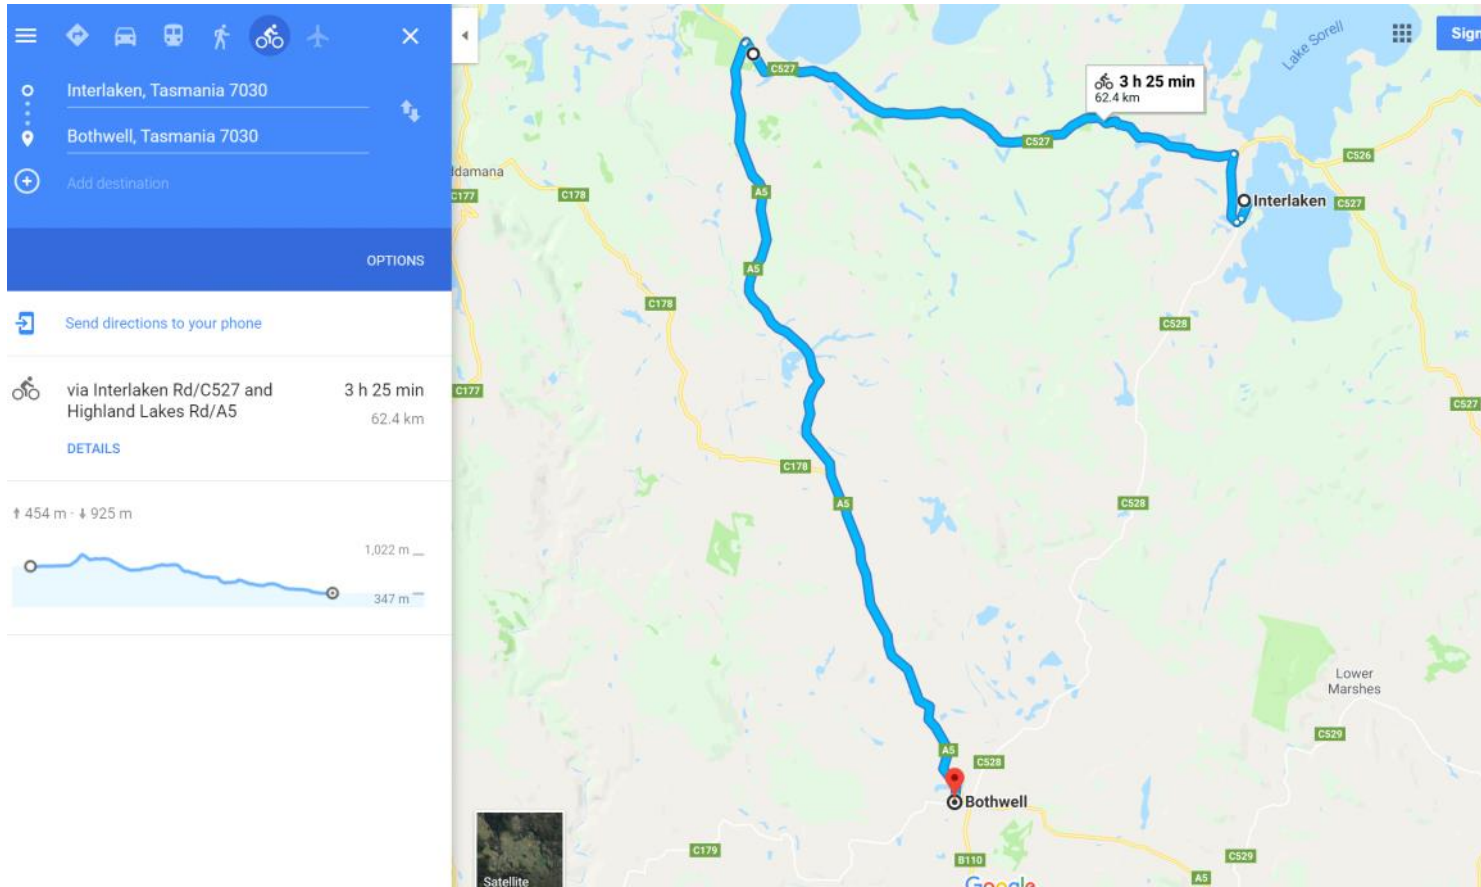 Interlaken, Tasmania 7030
Bothwell, Tasmania 7030
Add destination
OPTIONS
Send directions to your phone
via Interlaken Rd/C527 and
Highland Lakes Rd/A5
3 h 25 min
62.4 km
DETAILS
454 m · 925 m
1,022 m
347 m
Sign
Lake Sorell
C527
3 h 25 min
62.4 km
C527
C526
ddamana
C177
C178
A5
Interlaken
C527
A5
C178
C528
C177
C527
C178
A5
C528
Lower
Marshes
C529
A5
C528
Bothwell
C179
B110
C529
A5
Satellite
Google